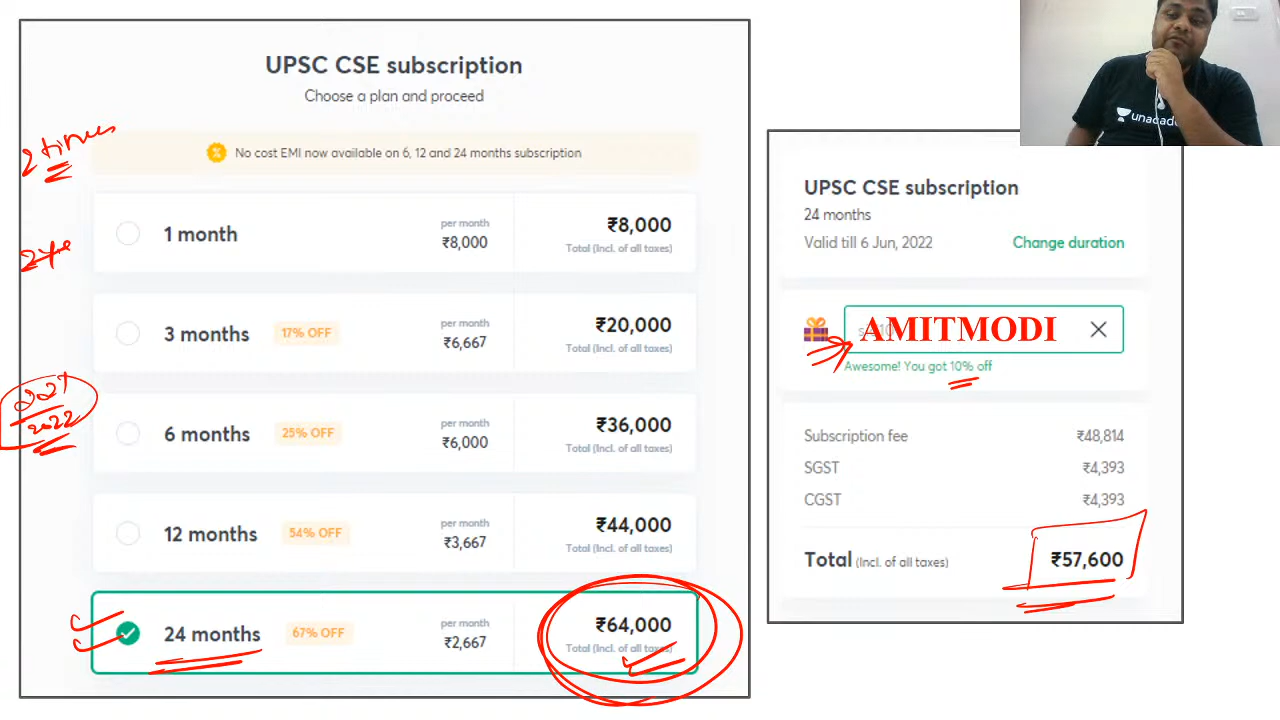 UPSC CSE subscription
Choose a plan and proceed
2 times
No cost EMI now available on 6, 12 and 24 months subscription
1 month
per month
₹8,000
₹8,000
Total (Incl. of all taxes)
3 months
17% OFF
per month
₹6,667
₹20,000
Total (Incl. of all taxes)
2022
6 months
25% OFF
per month
₹6,000
₹36,000
Total (Incl. of all taxes)
12 months
54% OFF
per month
₹3,667
₹44,000
Total (Incl. of all taxes)
24 months
67% OFF
per month
₹2,667
₹64,000
Total (Incl. of all taxes)
UPSC CSE subscription
24 months
Valid till 6 Jun, 2022
Change duration
AMITMODI
Awesome! You got 10% off
Subscription fee
₹48,814
SGST
₹4,393
CGST
₹4,393
Total (Incl. of all taxes)
₹57,600